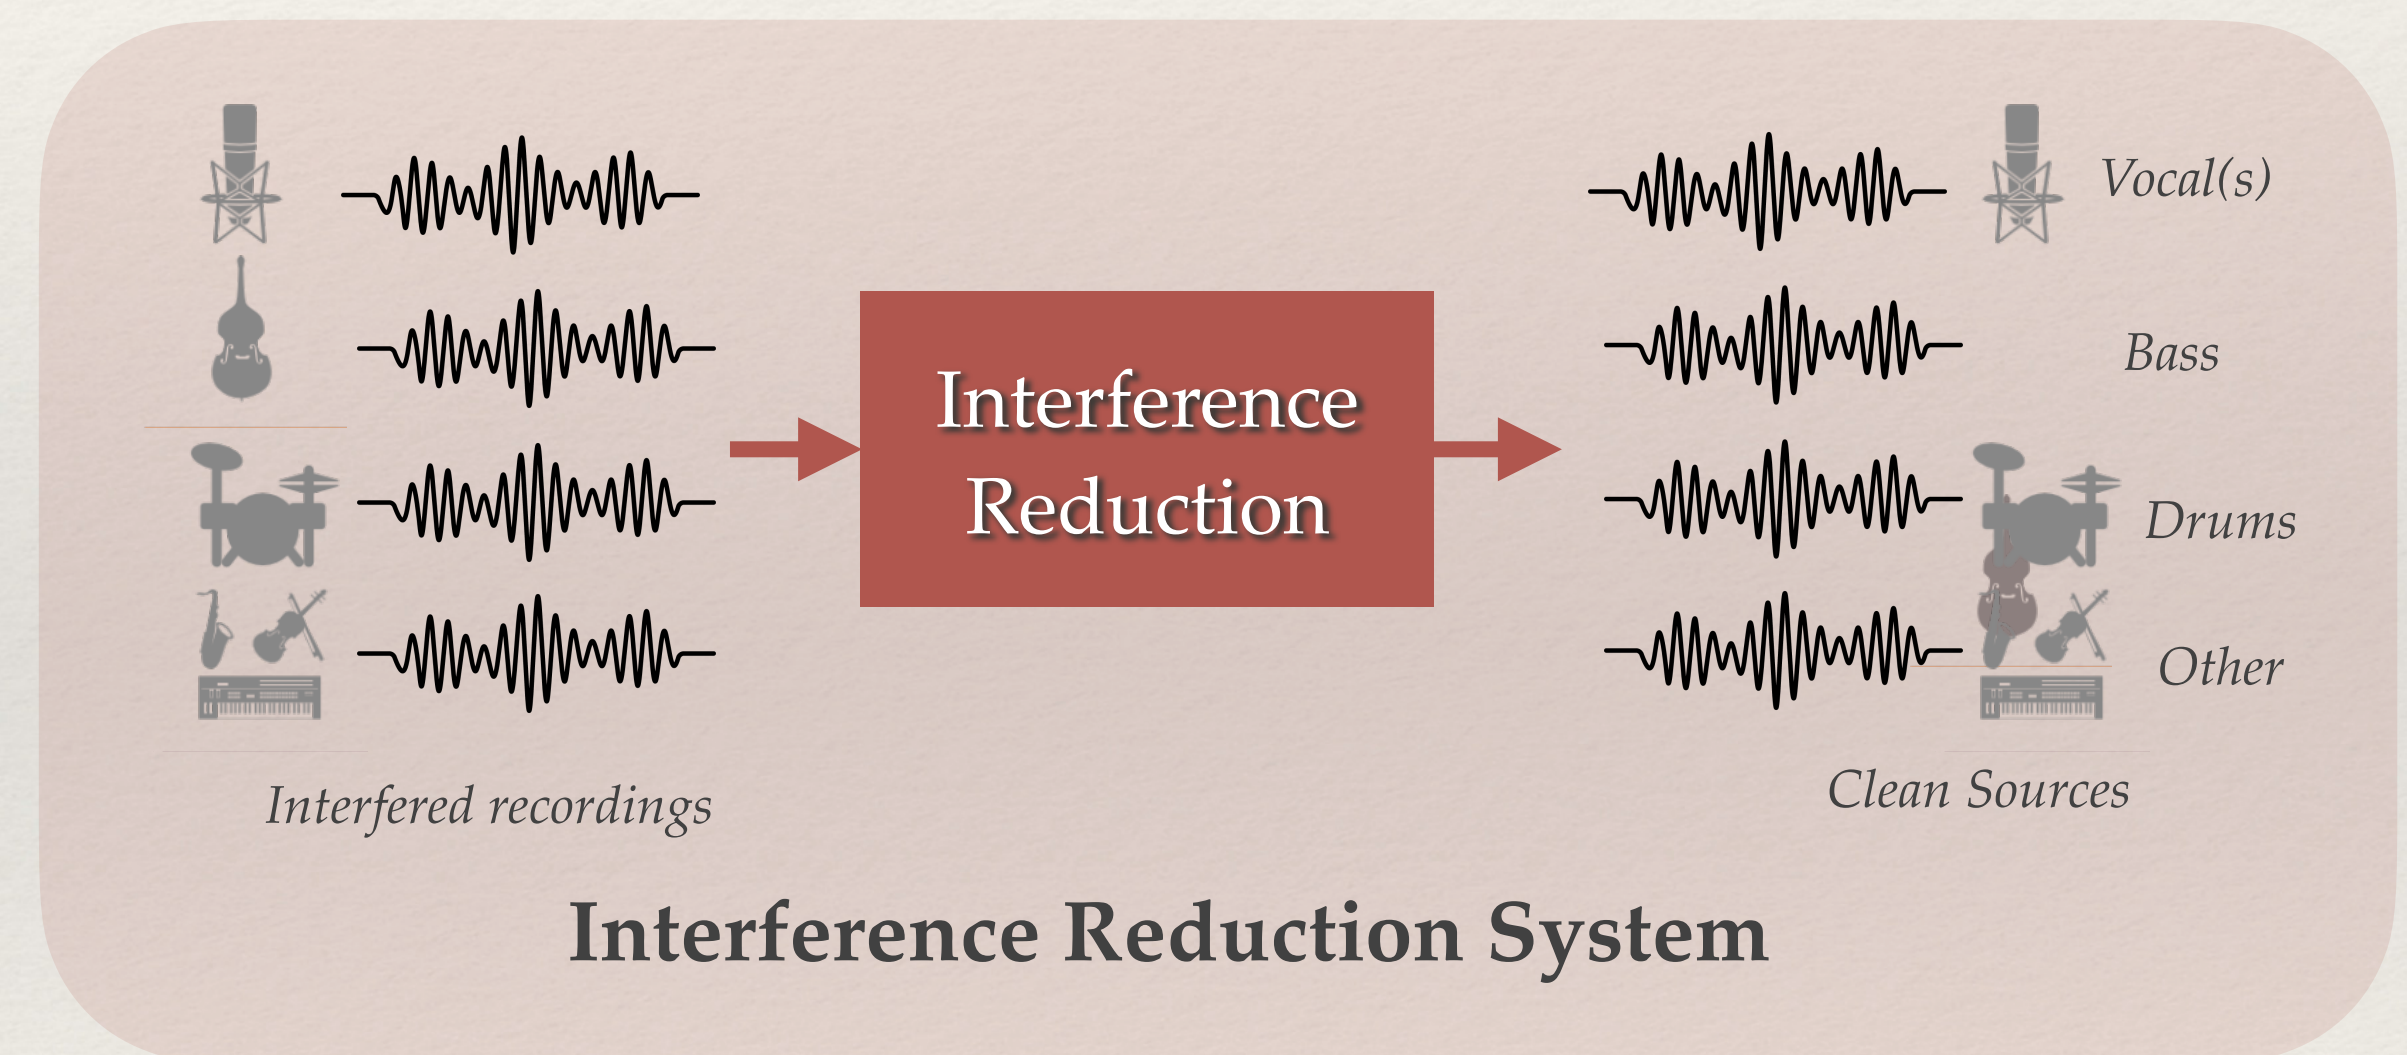 Vocal(s)
Bass
Interference
Reduction
Drums
Other
Interfered recordings
Clean Sources
Interference Reduction System